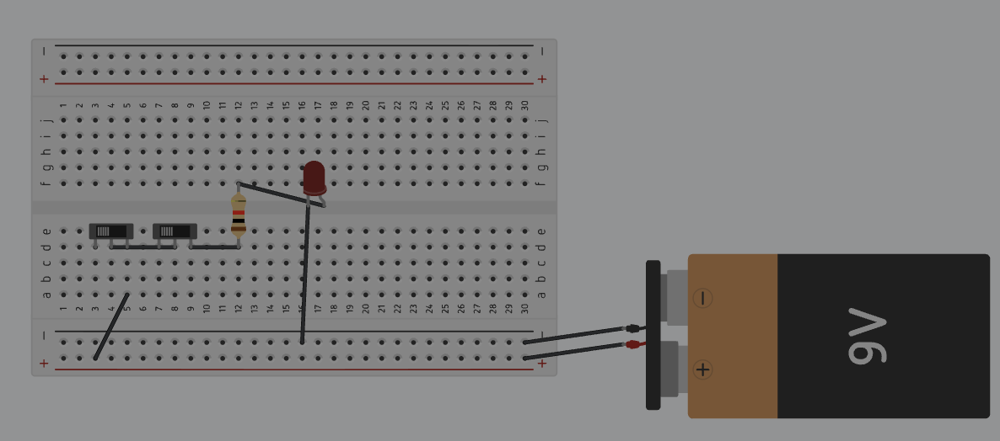 − −
+ +
1 2 3 4 5 6 7 8 9 10 11 12 13 14 15 16 17 18 19 20 21 22 23 24 25 26 27 28 29 30
j j
i i
h h
g g
f f
e e
d d
c c
b b
a a
1 2 3 4 5 6 7 8 9 10 11 12 13 14 15 16 17 18 19 20 21 22 23 24 25 26 27 28 29 30
− −
+ +
−
+
9V